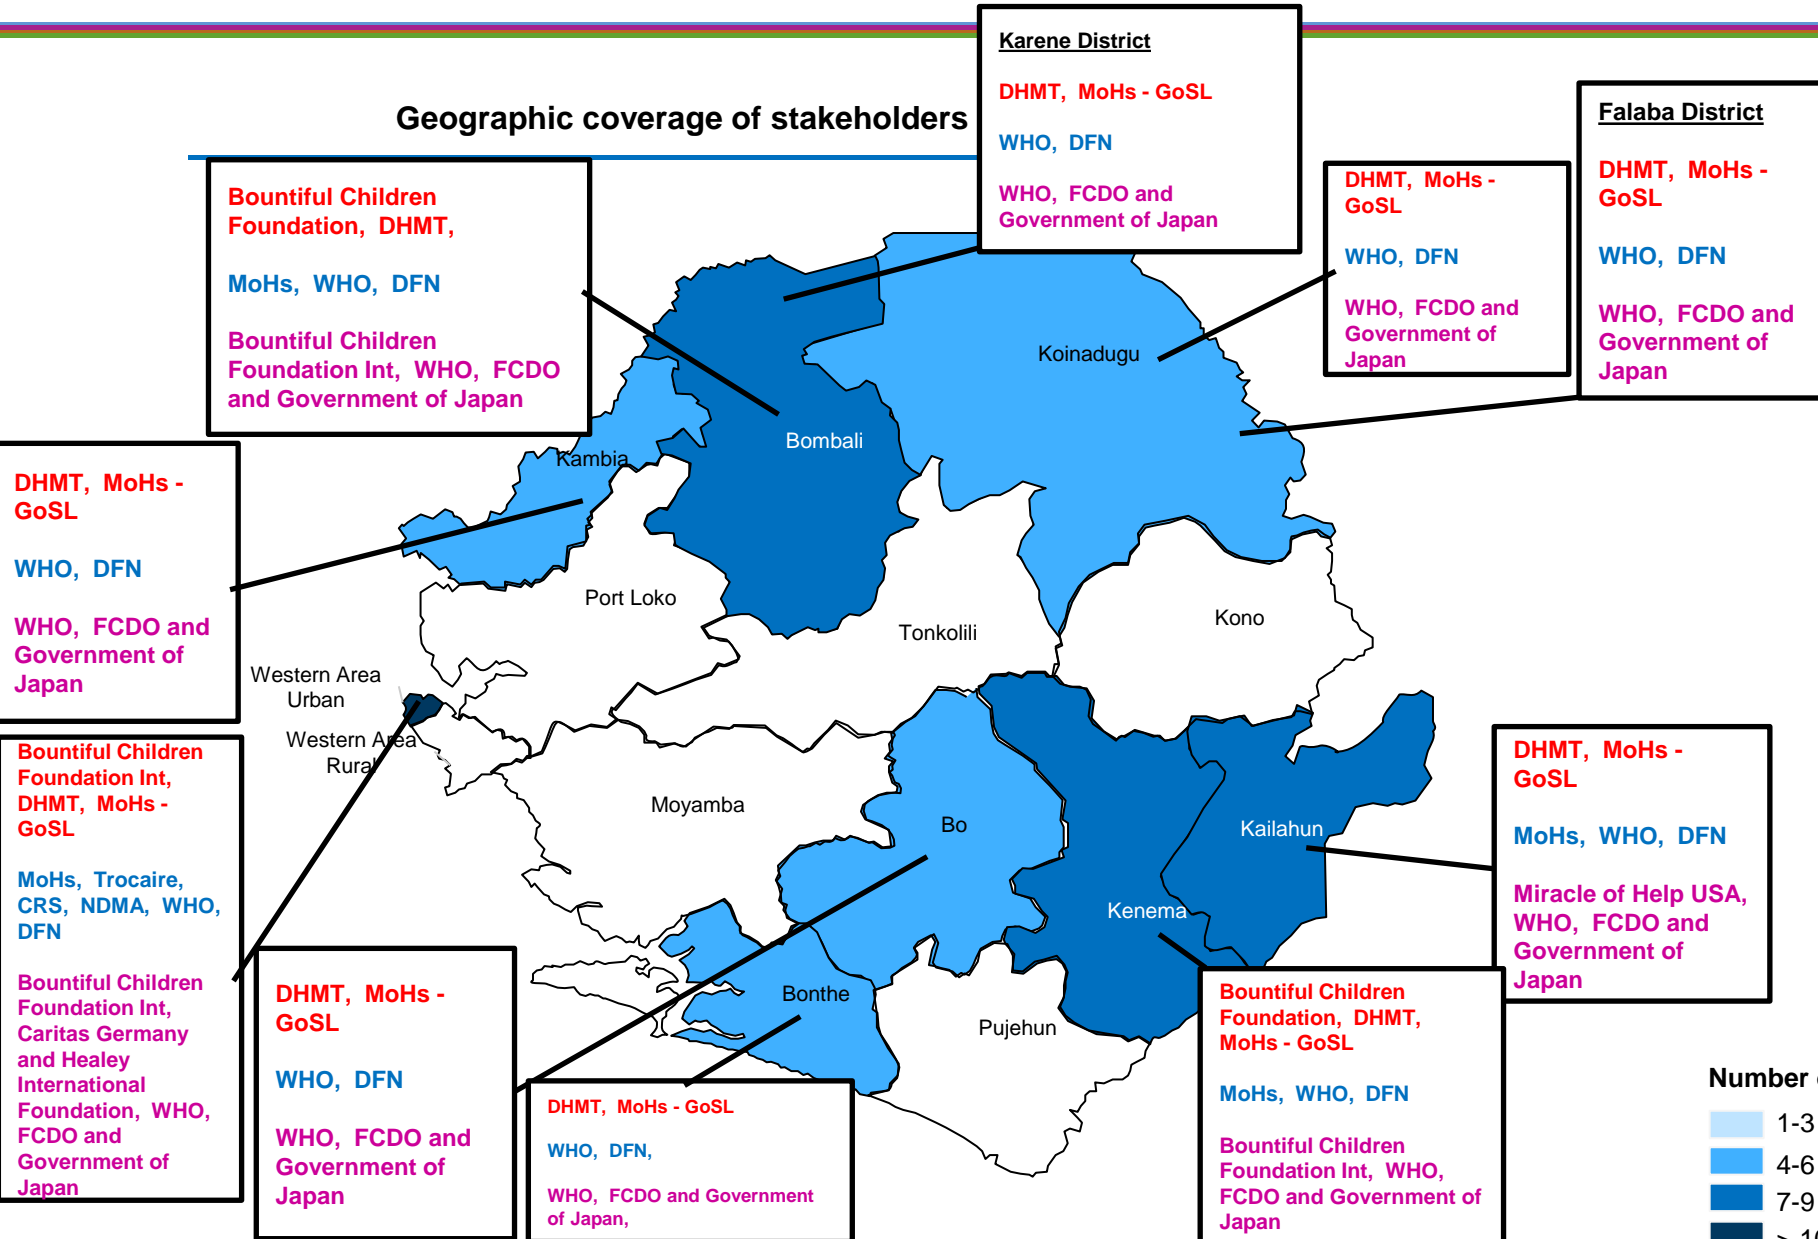 Geographic coverage of stakeholders
Karene District
DHMT, MoHs - GoSL
WHO, DFN
WHO, FCDO and
Government of Japan
Falaba District
DHMT, MoHs -
GoSL
WHO, DFN
WHO, FCDO and
Government of
Japan
DHMT, MoHs -
GoSL
WHO, DFN
WHO, FCDO and
Government of
Japan
Bountiful Children
Foundation, DHMT,
MoHs, WHO, DFN
Bountiful Children
Foundation Int, WHO, FCDO
and Government of Japan
Koinadugu
Bombali
Kambia
DHMT, MoHs -
GoSL
WHO, DFN
WHO, FCDO and
Government of
Japan
Port Loko
Tonkolili
Kono
Western Area
Urban
Western Area
Rural
Moyamba
Bo
Kailahun
Kenema
Bonthe
Pujehun
Bountiful Children
Foundation Int,
DHMT, MoHs -
GoSL
MoHs, Trocaire,
CRS, NDMA, WHO,
DFN
Bountiful Children
Foundation Int,
Caritas Germany
and Healey
International
Foundation, WHO,
FCDO and
Government of
Japan
DHMT, MoHs -
GoSL
WHO, DFN
WHO, FCDO and
Government of
Japan
DHMT, MoHs - GoSL
WHO, DFN,
WHO, FCDO and Government
of Japan,
Bountiful Children
Foundation, DHMT,
MoHs - GoSL
MoHs, WHO, DFN
Bountiful Children
Foundation Int, WHO,
FCDO and Government of
Japan
DHMT, MoHs -
GoSL
MoHs, WHO, DFN
Miracle of Help USA,
WHO, FCDO and
Government of
Japan
Number
1-3
4-6
7-9